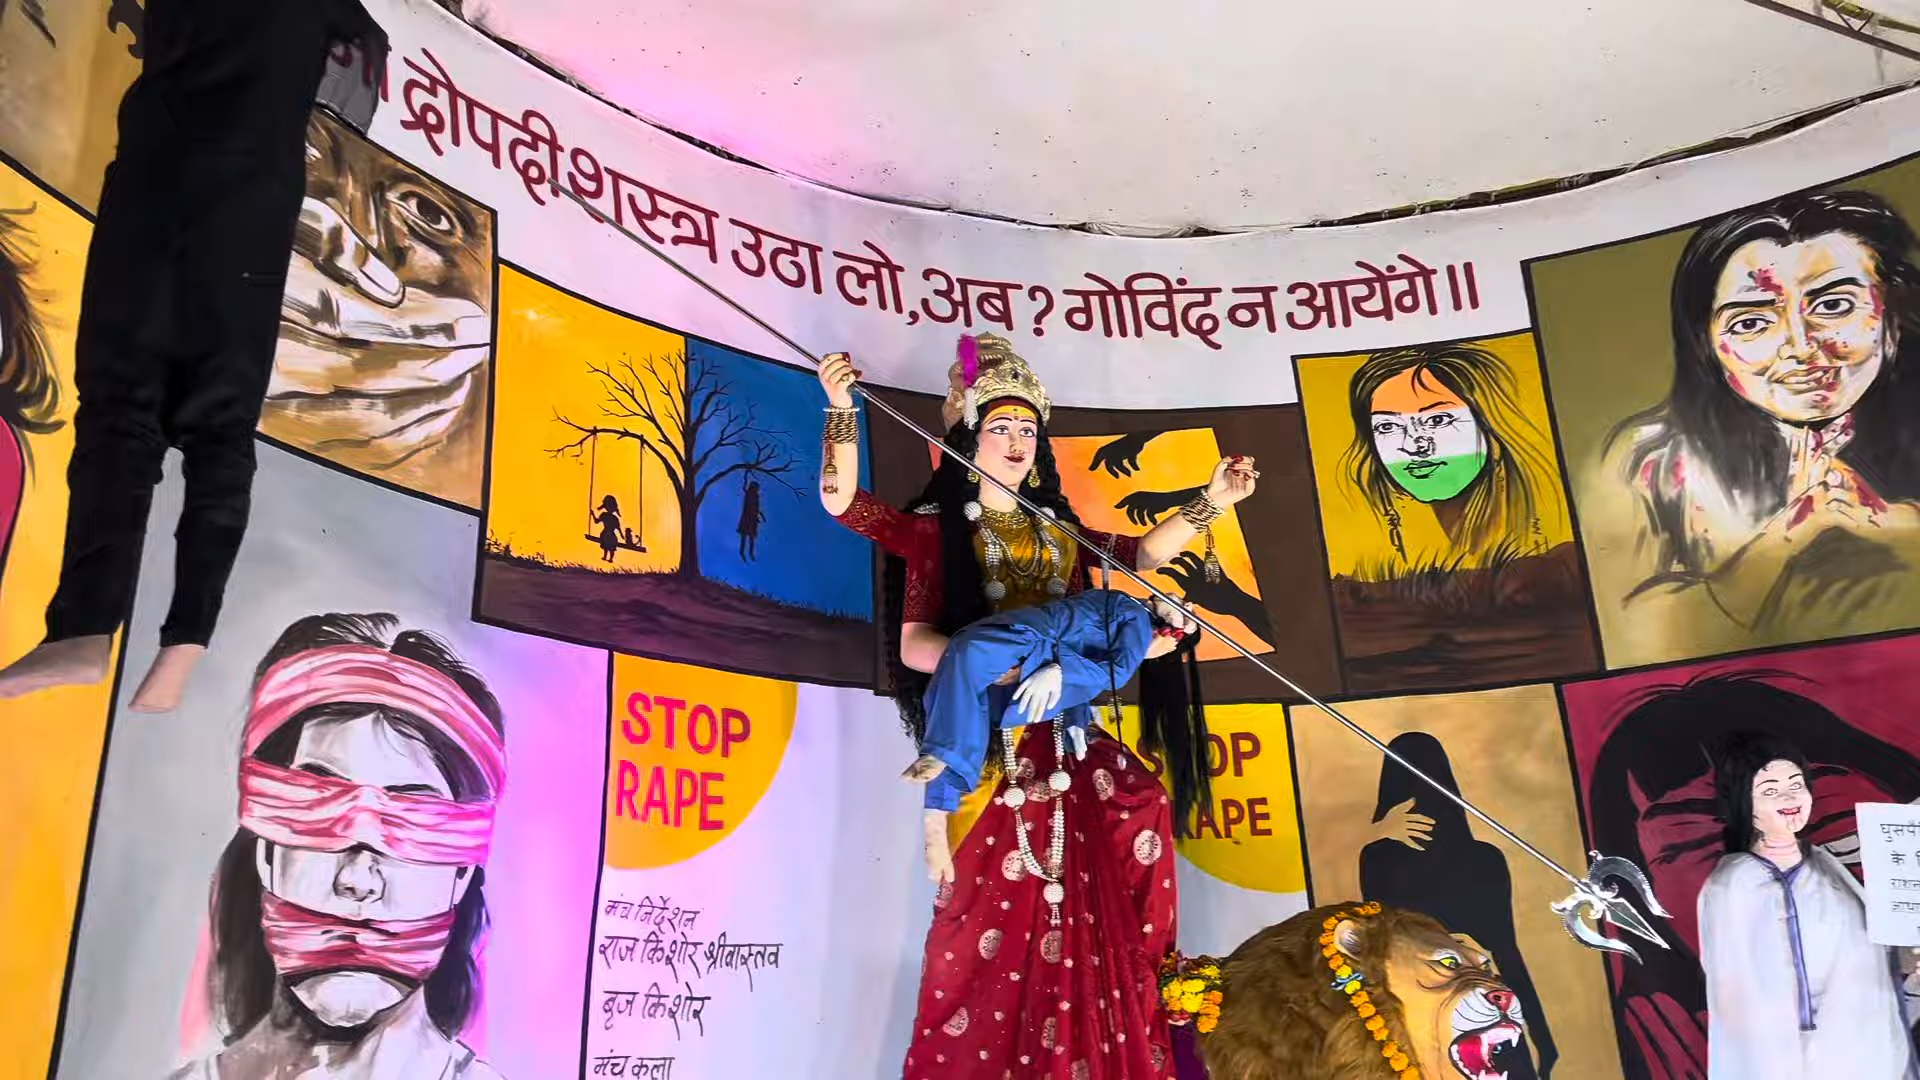 द्रोपदी शस्त्र उठा लो, अब ? गोविंद न आयेंगे ॥
STOP
RAPE
STOP
RAPE
मंच निर्देशन
राज किशोर श्रीवास्तव
बृज किशोर
मंच कला
के